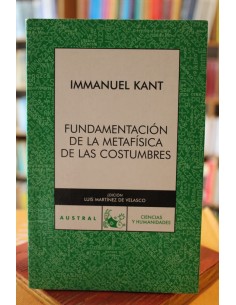 IMMANUEL KANT
FUNDAMENTACIÓN
DE LA METAFÍSICA
DE LAS COSTUMBRES
EDICIÓN
LUIS MARTÍNEZ DE VELASCO
AUSTRAL
CIENCIAS
Y HUMANIDADES